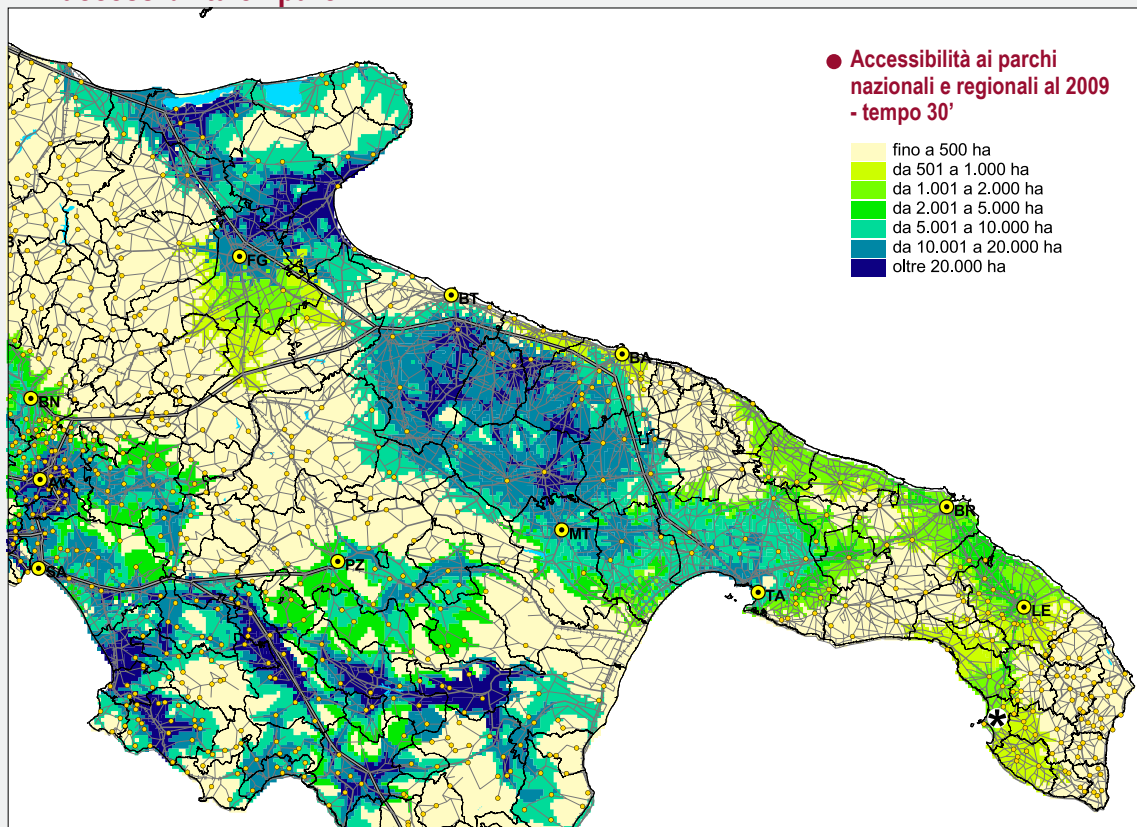 Accessibilità ai parchi
nazionali e regionali al 2009
- tempo 30'
fino a 500 ha
da 501 a 1.000 ha
da 1.001 a 2.000 ha
da 2.001 a 5.000 ha
da 5.001 a 10.000 ha
da 10.001 a 20.000 ha
oltre 20.000 ha
FG
BT
BA
BN
AV
BR
MT
PZ
SA
TA
LE
*